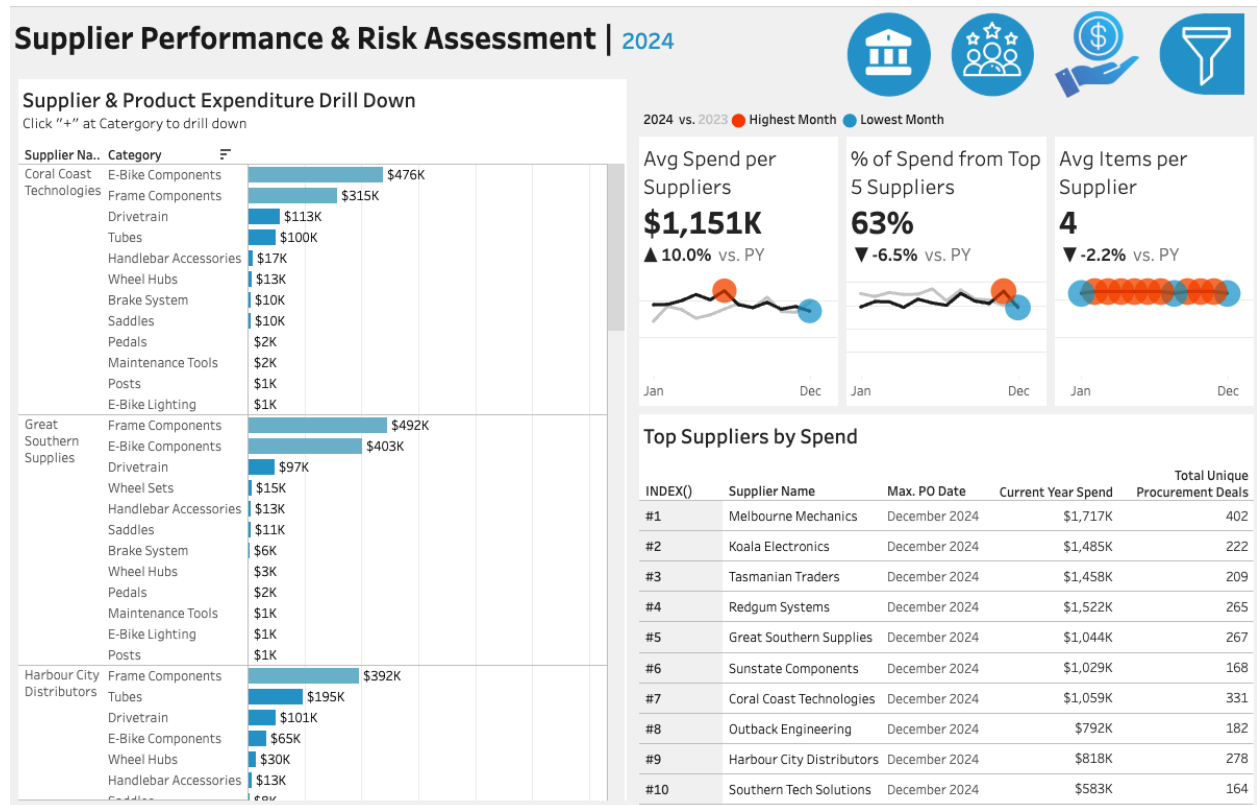 Supplier Performance & Risk Assessment | 2024
Supplier & Product Expenditure Drill Down
Click "+" at Catergory to drill down
Supplier Na.. Category
Coral Coast Technologies
E-Bike Components $476K
Frame Components $315K
Drivetrain $113K
Tubes $100K
Handlebar Accessories $17K
Wheel Hubs $13K
Brake System $10K
Saddles $10K
Pedals $2K
Maintenance Tools $2K
Posts $1K
E-Bike Lighting $1K
Great Southern Supplies
Frame Components $492K
E-Bike Components $403K
Drivetrain $97K
Wheel Sets $15K
Handlebar Accessories $13K
Saddles $11K
Brake System $6K
Wheel Hubs $3K
Pedals $2K
Maintenance Tools $1K
E-Bike Lighting $1K
Posts $1K
Harbour City Distributors
Frame Components $392K
Tubes $195K
Drivetrain $101K
E-Bike Components $65K
Wheel Hubs $30K
Handlebar Accessories $13K
2024 vs. 2023 Highest Month Lowest Month
Avg Spend per
Suppliers
$1,151K
▲ 10.0% vs. PY
Jan Dec
% of Spend from Top
5 Suppliers
63%
▼ -6.5% vs. PY
Jan Dec
Avg Items per
Supplier
4
▼ -2.2% vs. PY
Jan Dec
Top Suppliers by Spend
INDEX() Supplier Name Max. PO Date Current Year Spend Total Unique Procurement Deals
#1 Melbourne Mechanics December 2024 $1,717K 402
#2 Koala Electronics December 2024 $1,485K 222
#3 Tasmanian Traders December 2024 $1,458K 209
#4 Redgum Systems December 2024 $1,522K 265
#5 Great Southern Supplies December 2024 $1,044K 267
#6 Sunstate Components December 2024 $1,029K 168
#7 Coral Coast Technologies December 2024 $1,059K 331
#8 Outback Engineering December 2024 $792K 182
#9 Harbour City Distributors December 2024 $818K 278
#10 Southern Tech Solutions December 2024 $583K 164